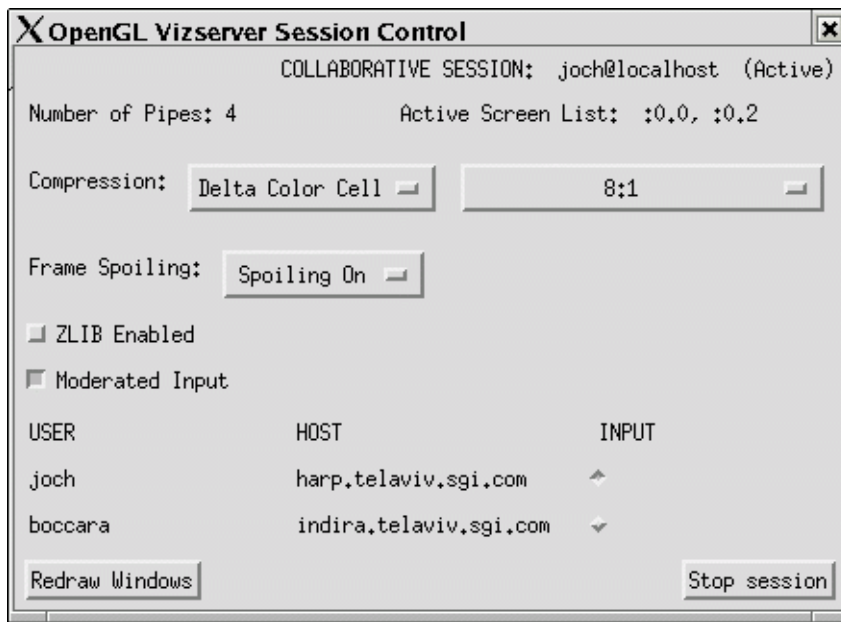 OpenGL Vizserver Session Control
COLLABORATIVE SESSION: joch@localhost (Active)
Number of Pipes: 4 Active Screen List: :0.0, :0.2
Compression: Delta Color Cell 8:1
Frame Spoiling: Spoiling On
ZLIB Enabled
Moderated Input
USER HOST INPUT
joch harp.telaviv.sgi.com
boccara indira.telaviv.sgi.com
Redraw Windows Stop session